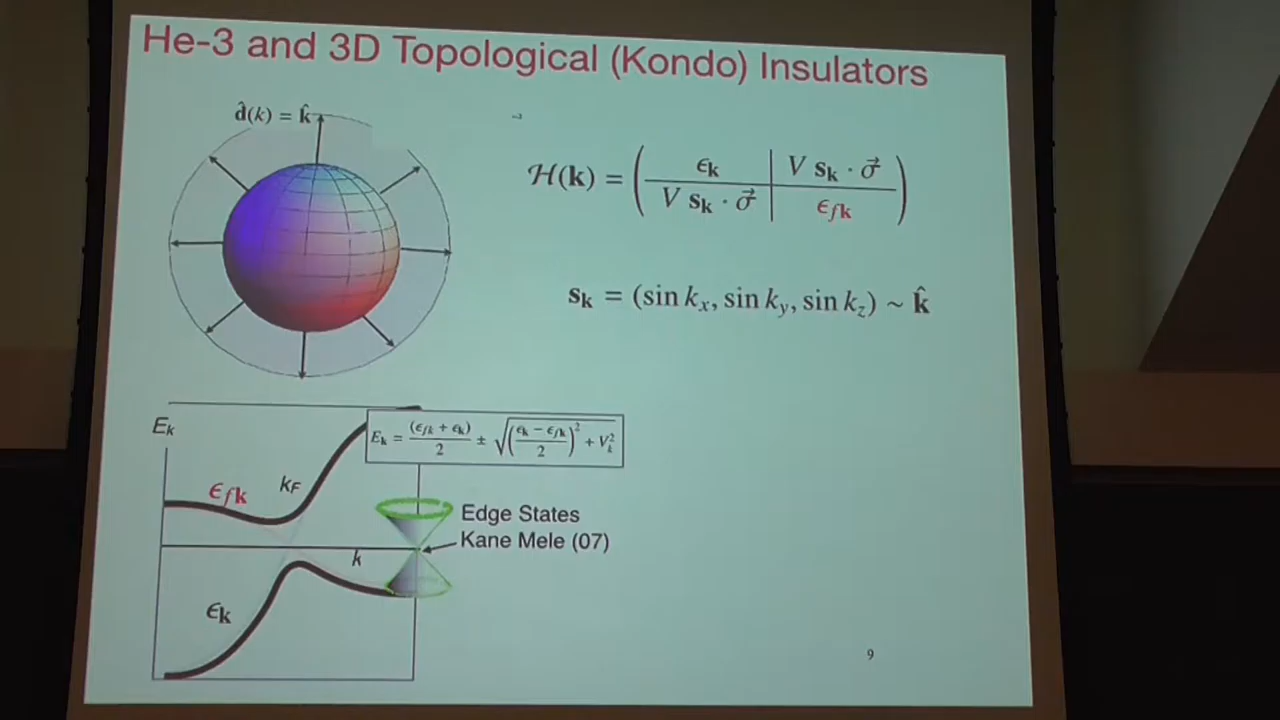 He-3 and 3D Topological (Kondo) Insulators
d̂(k) = k̂
ℋ(k) = ( ϵk | V sk · σ⃗
V sk · σ⃗ | ϵfk )
sk = (sin kx, sin ky, sin kz) ~ k̂
Ek
Ek = (ϵfk + ϵk)/2 ± √((ϵk − ϵfk)/2)² + Vk²
ϵfk
kF
Edge States
Kane Mele (07)
k
ϵk
9